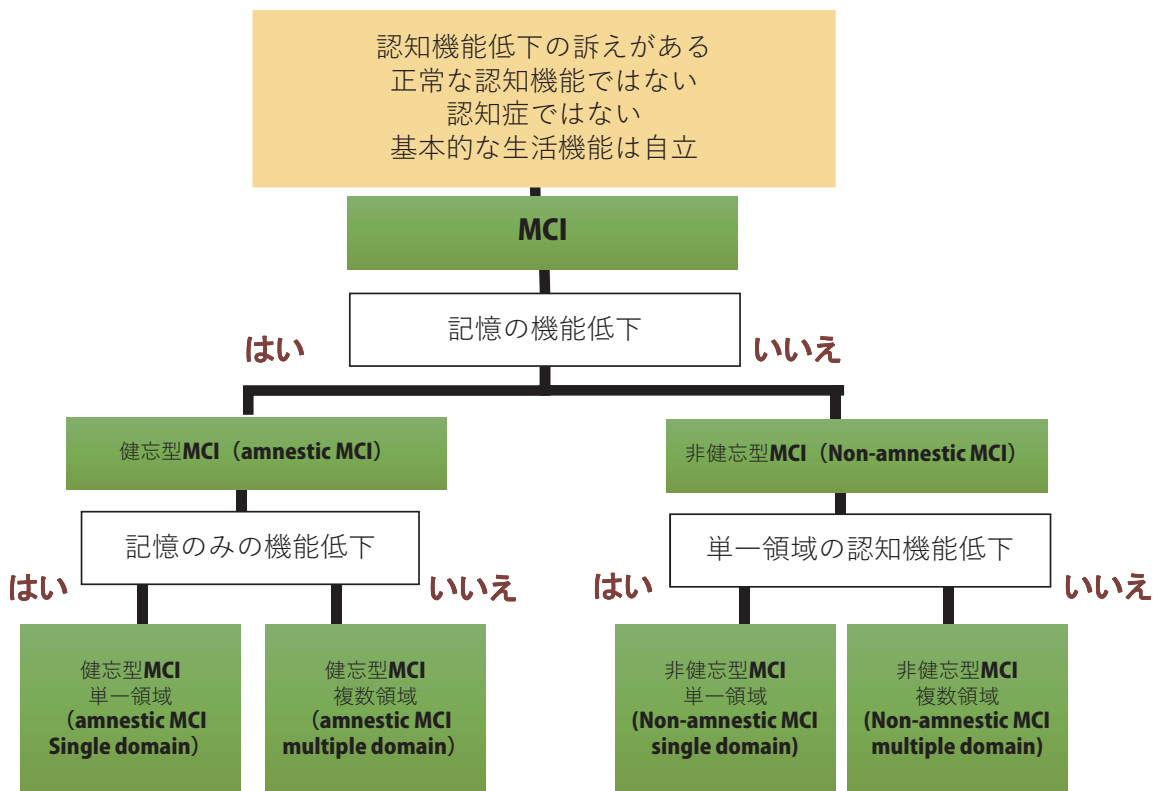 認知機能低下の訴えがある
正常な認知機能ではない
認知症ではない
基本的な生活機能は自立
MCI
記憶の機能低下
はい
いいえ
健忘型MCI（amnestic MCI）
非健忘型MCI（Non-amnestic MCI）
記憶のみの機能低下
単一領域の認知機能低下
はい
いいえ
はい
いいえ
健忘型MCI
単一領域
（amnestic MCI
Single domain）
健忘型MCI
複数領域
（amnestic MCI
multiple domain）
非健忘型MCI
単一領域
(Non-amnestic MCI
single domain)
非健忘型MCI
複数領域
(Non-amnestic MCI
multiple domain)